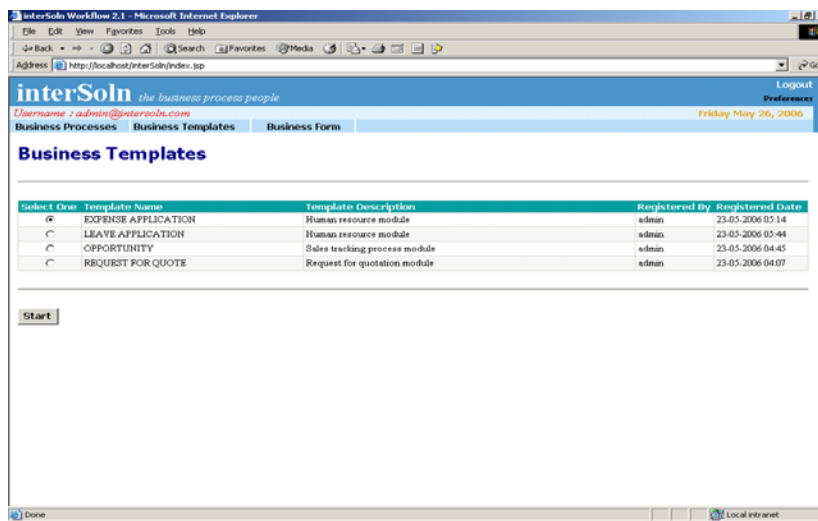 interSoln Workflow 2.1 - Microsoft Internet Explorer
File Edit View Favorites Tools Help
Back Search Favorites Media
Address http://localhost/interSoln/index.jsp
interSoln the business process people Logout
Preferences
Username : admin@intersoln.com Friday May 26, 2006
Business Processes Business Templates Business Form
Business Templates
Select One Template Name Template Description Registered By Registered Date
EXPENSE APPLICATION Human resource module admin 23-05-2006 05:14
LEAVE APPLICATION Human resource module admin 23-05-2006 05:44
OPPORTUNITY Sales tracking process module admin 23-05-2006 04:45
REQUEST FOR QUOTE Request for quotation module admin 23-05-2006 04:07
Start
Done Local intranet